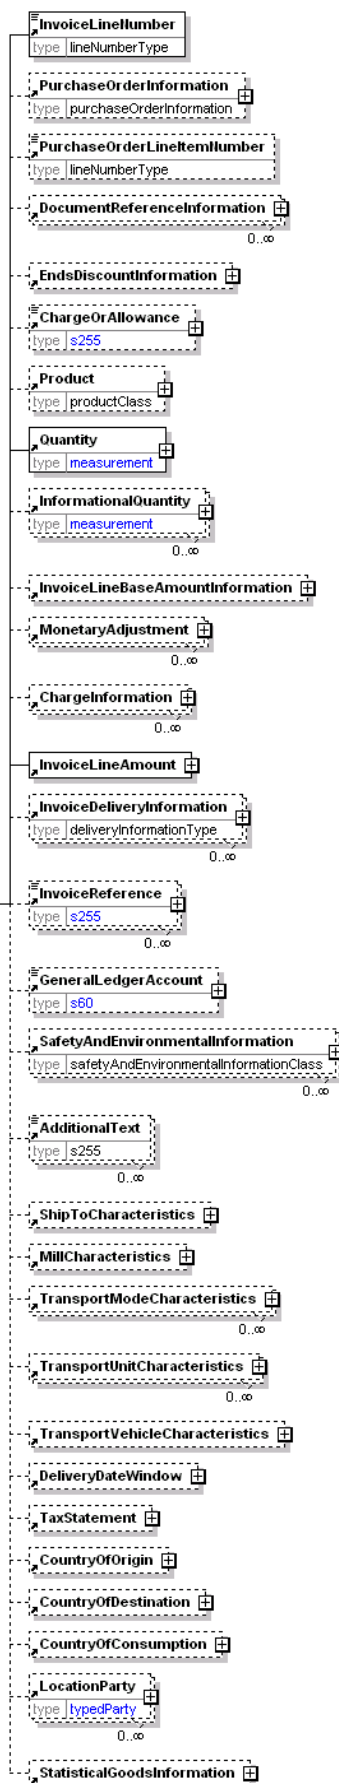 InvoiceLineNumber
type lineNumberType
PurchaseOrderInformation
type purchaseOrderInformation
PurchaseOrderLineItemNumber
type lineNumberType
DocumentReferenceInformation
0..∞
EndsDiscountInformation
ChargeOrAllowance
type s255
Product
type productClass
Quantity
type measurement
InformationalQuantity
type measurement
0..∞
InvoiceLineBaseAmountInformation
MonetaryAdjustment
0..∞
ChargeInformation
0..∞
InvoiceLineAmount
InvoiceDeliveryInformation
type deliveryInformationType
0..∞
InvoiceReference
type s255
0..∞
GeneralLedgerAccount
type s60
SafetyAndEnvironmentalInformation
type safetyAndEnvironmentalInformationClass
0..∞
AdditionalText
type s255
0..∞
ShipToCharacteristics
MillCharacteristics
TransportModeCharacteristics
0..∞
TransportUnitCharacteristics
0..∞
TransportVehicleCharacteristics
DeliveryDateWindow
TaxStatement
CountryOfOrigin
CountryOfDestination
CountryOfConsumption
LocationParty
type typedParty
0..∞
StatisticalGoodsInformation